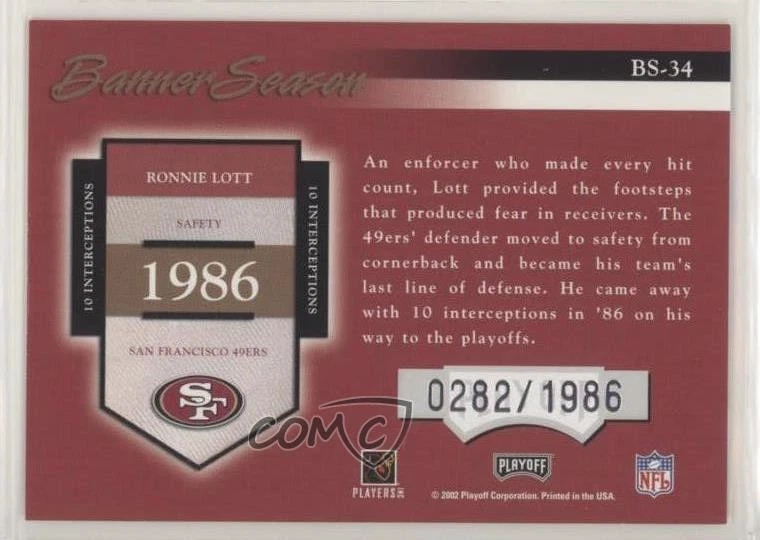 Banner Season
BS-34
RONNIE LOTT
SAFETY
1986
SAN FRANCISCO 49ERS
SF
10 INTERCEPTIONS
10 INTERCEPTIONS
An enforcer who made every hit
count, Lott provided the footsteps
that produced fear in receivers. The
49ers' defender moved to safety from
cornerback and became his team's
last line of defense. He came away
with 10 interceptions in '86 on his
way to the playoffs.
0282/1986
COMC
PLAYERS INC
PLAYOFF
NFL
© 2002 Playoff Corporation. Printed in the USA.